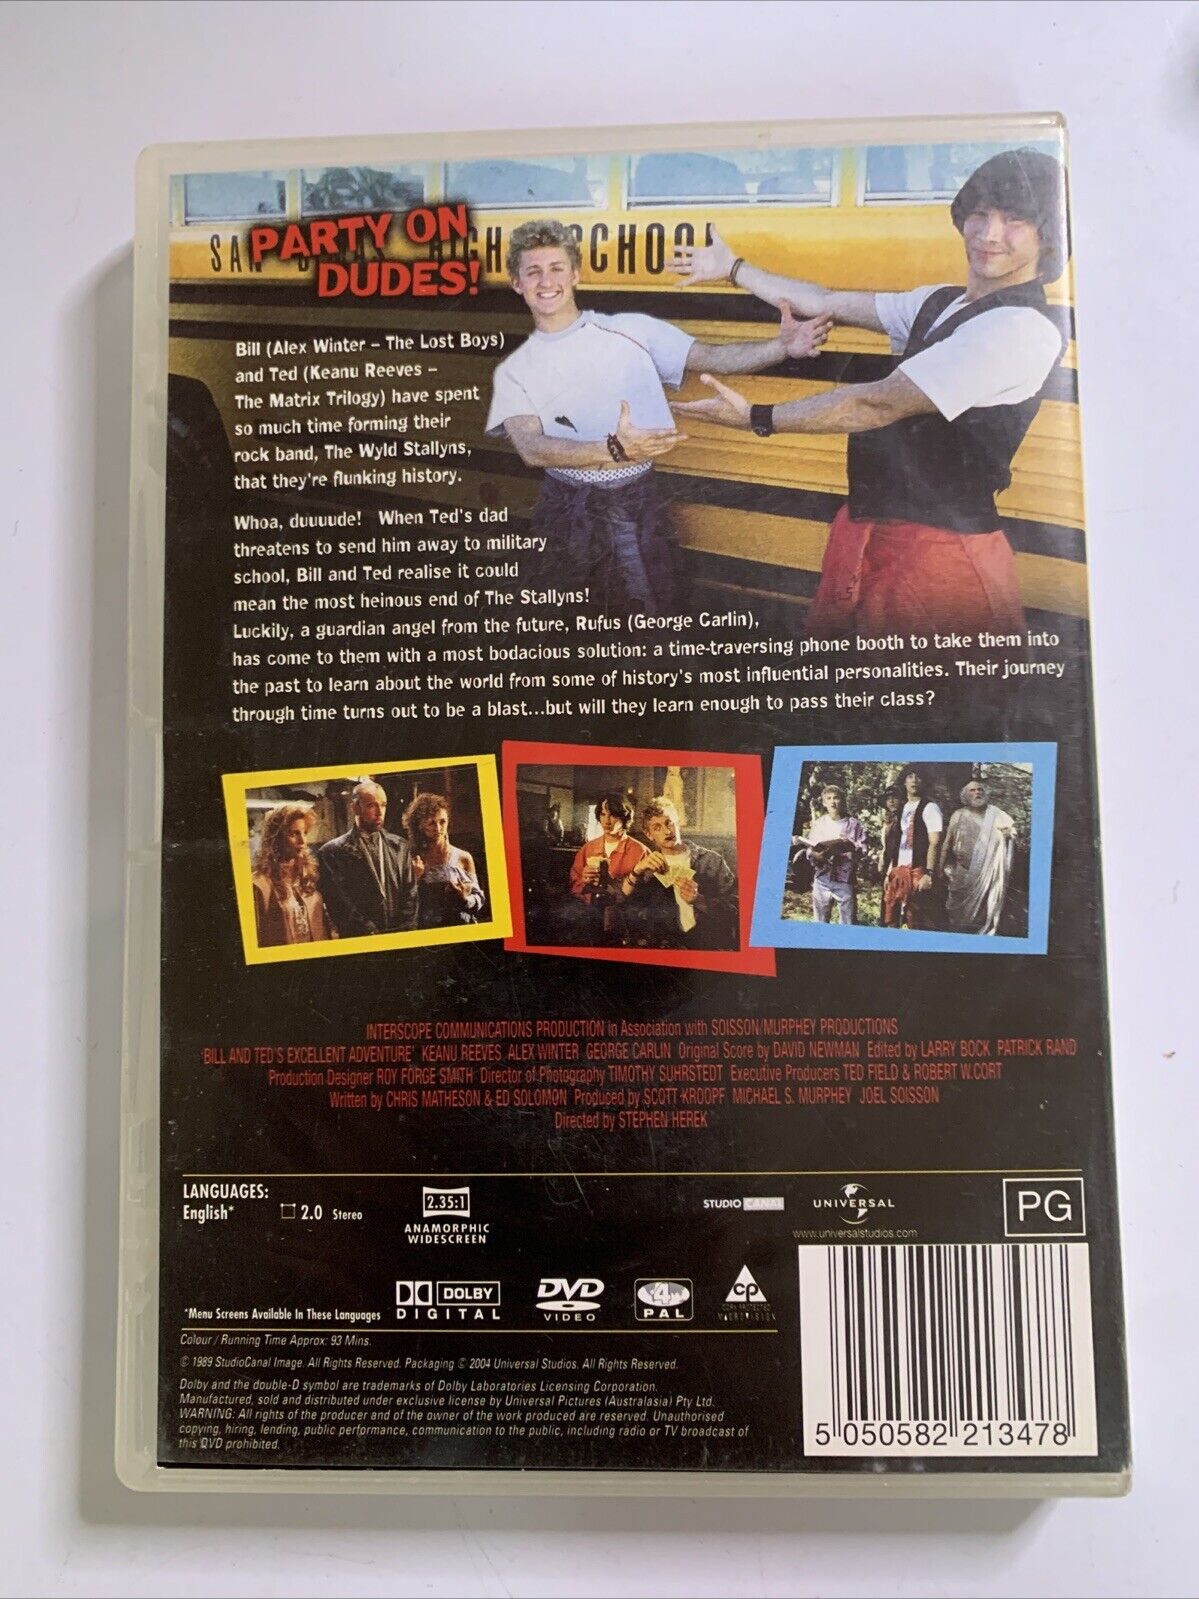 SAN DIMAS HIGH SCHOOL
PARTY ON
DUDES!
Bill (Alex Winter – The Lost Boys)
and Ted (Keanu Reeves –
The Matrix Trilogy) have spent
so much time forming their
rock band, The Wyld Stallyns,
that they're flunking history.
Whoa, duuuude! When Ted's dad
threatens to send him away to military
school, Bill and Ted realise it could
mean the most heinous end of The Stallyns!
Luckily, a guardian angel from the future, Rufus (George Carlin),
has come to them with a most bodacious solution: a time-traversing phone booth to take them into
the past to learn about the world from some of history's most influential personalities. Their journey
through time turns out to be a blast...but will they learn enough to pass their class?
INTERSCOPE COMMUNICATIONS PRODUCTION in Association with SOISSON/MURPHEY PRODUCTIONS
'BILL AND TED'S EXCELLENT ADVENTURE' KEANU REEVES ALEX WINTER GEORGE CARLIN Original Score by DAVID NEWMAN Edited by LARRY BOCK PATRICK RAND
Production Designer ROY FORGE SMITH Director of Photography TIMOTHY SUHRSTEDT Executive Producers TED FIELD & ROBERT W.CORT
Written by CHRIS MATHESON & ED SOLOMON Produced by SCOTT KROOPF MICHAEL S. MURPHEY JOEL SOISSON
Directed by STEPHEN HEREK
LANGUAGES:
English* 2.0 Stereo
2.35:1
ANAMORPHIC
WIDESCREEN
STUDIO CANAL
UNIVERSAL
www.universalstudios.com
PG
*Menu Screens Available In These Languages
DOLBY
DIGITAL
DVD
VIDEO
4
PAL
CP
COPY PROTECTED
MACROVISION
Colour / Running Time Approx: 93 Mins.
© 1989 StudioCanal Image. All Rights Reserved. Packaging © 2004 Universal Studios. All Rights Reserved.
Dolby and the double-D symbol are trademarks of Dolby Laboratories Licensing Corporation.
Manufactured, sold and distributed under exclusive license by Universal Pictures (Australasia) Pty Ltd.
WARNING: All rights of the producer and of the owner of the work produced are reserved. Unauthorised
copying, hiring, lending, public performance, communication to the public, including radio or TV broadcast of
this DVD prohibited.
5 050582 213478